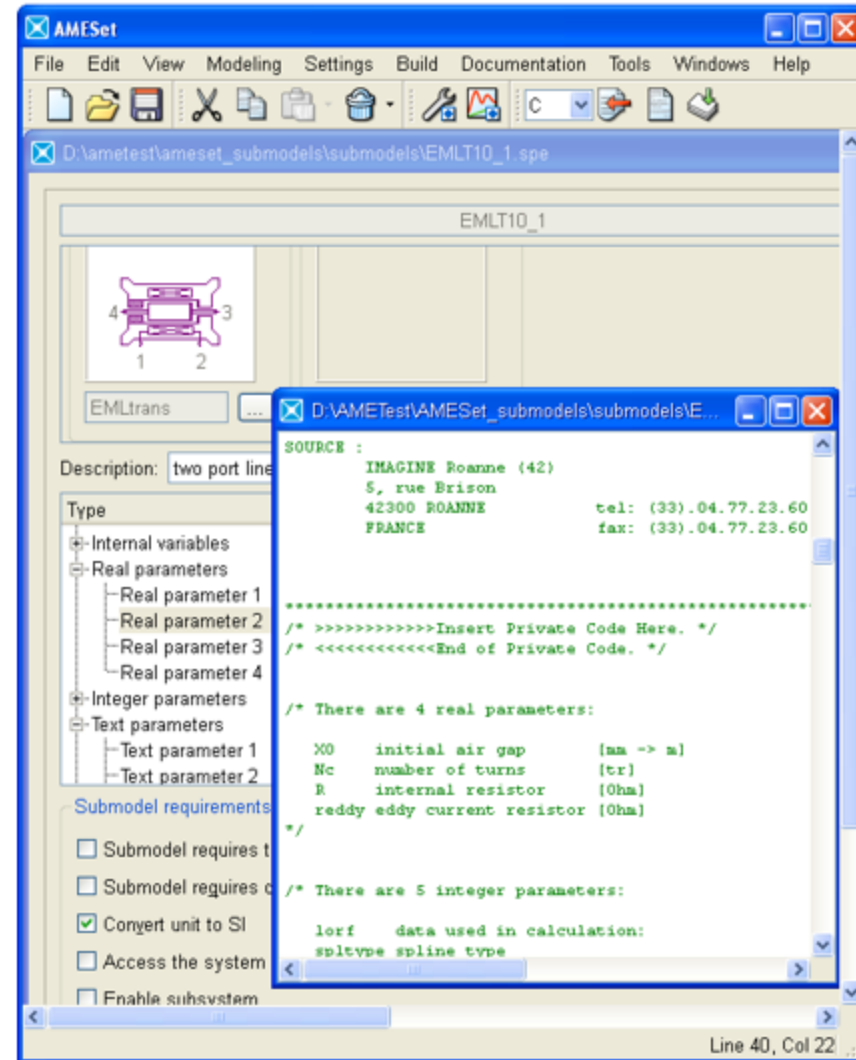 AMESet
File Edit View Modeling Settings Build Documentation Tools Windows Help
C
D:\ametest\ameset_submodels\submodels\EMLT10_1.spe
EMLT10_1
4 3
1 2
EMLtrans ...
Description: two port line
Type
Internal variables
Real parameters
Real parameter 1
Real parameter 2
Real parameter 3
Real parameter 4
Integer parameters
Text parameters
Text parameter 1
Text parameter 2
Submodel requirements
Submodel requires t
Submodel requires c
Convert unit to SI
Access the system
Enable subsystem
D:\AMETest\AMESet_submodels\submodels\E...
SOURCE :
IMAGINE Roanne (42)
5, rue Brison
42300 ROANNE tel: (33).04.77.23.60
FRANCE fax: (33).04.77.23.60
****************************************************
/* >>>>>>>>>>>>Insert Private Code Here. */
/* <<<<<<<<<<<<End of Private Code. */
/* There are 4 real parameters:
X0 initial air gap [mm -> m]
Nc number of turns [tr]
R internal resistor [Ohm]
reddy eddy current resistor [Ohm]
*/
/* There are 5 integer parameters:
lorf data used in calculation:
spltype spline type
Line 40, Col 22